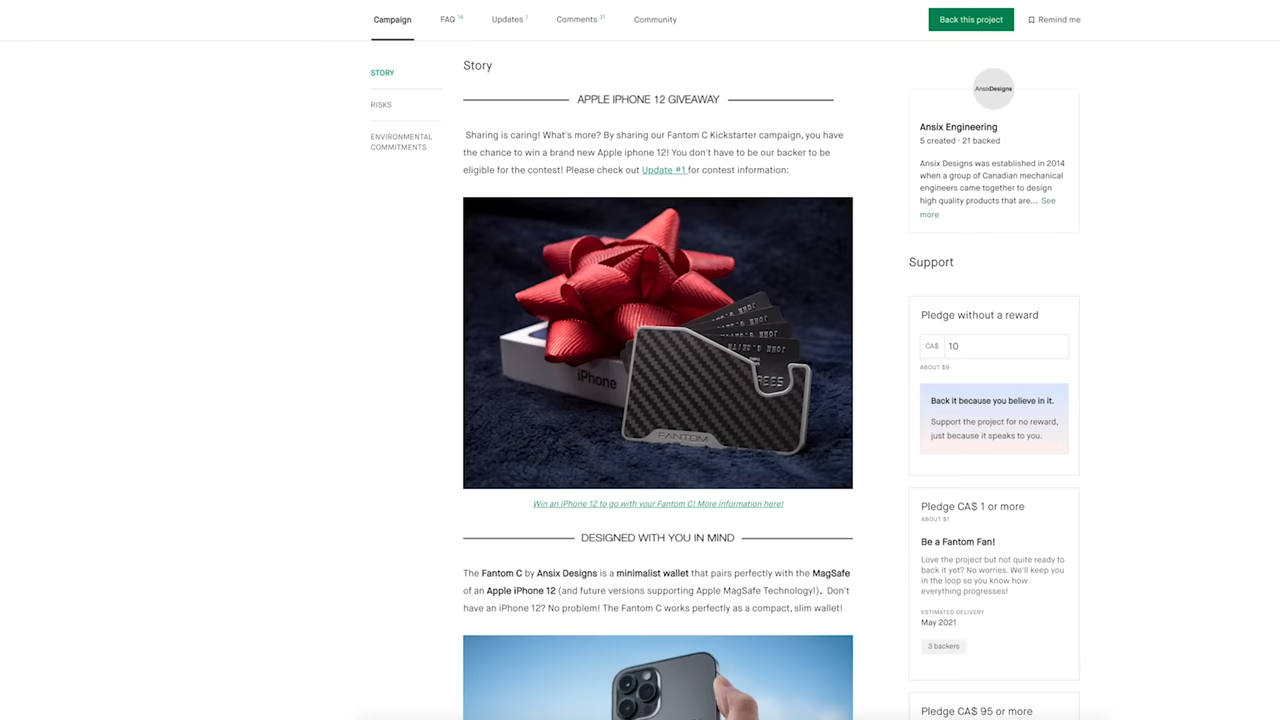 Campaign
FAQ 14
Updates 1
Comments 31
Community
Back this project
Remind me
STORY
RISKS
ENVIRONMENTAL
COMMITMENTS
Story
APPLE IPHONE 12 GIVEAWAY
Sharing is caring! What's more? By sharing our Fantom C Kickstarter campaign, you have
the chance to win a brand new Apple iphone 12! You don't have to be our backer to be
eligible for the contest! Please check out Update #1 for contest information:
iPhone
FANTOM
Win an iPhone 12 to go with your Fantom C! More information here!
DESIGNED WITH YOU IN MIND
The Fantom C by Ansix Designs is a minimalist wallet that pairs perfectly with the MagSafe
of an Apple iPhone 12 (and future versions supporting Apple MagSafe Technology!). Don't
have an iPhone 12? No problem! The Fantom C works perfectly as a compact, slim wallet!
AnsixDesigns
Ansix Engineering
5 created · 21 backed
Ansix Designs was established in 2014
when a group of Canadian mechanical
engineers came together to design
high quality products that are... See
more
Support
Pledge without a reward
CA$ 10
ABOUT $9
Back it because you believe in it.
Support the project for no reward,
just because it speaks to you.
Pledge CA$ 1 or more
ABOUT $1
Be a Fantom Fan!
Love the project but not quite ready to
back it yet? No worries. We'll keep you
in the loop so you know how
everything progresses!
ESTIMATED DELIVERY
May 2021
3 backers
Pledge CA$ 95 or more